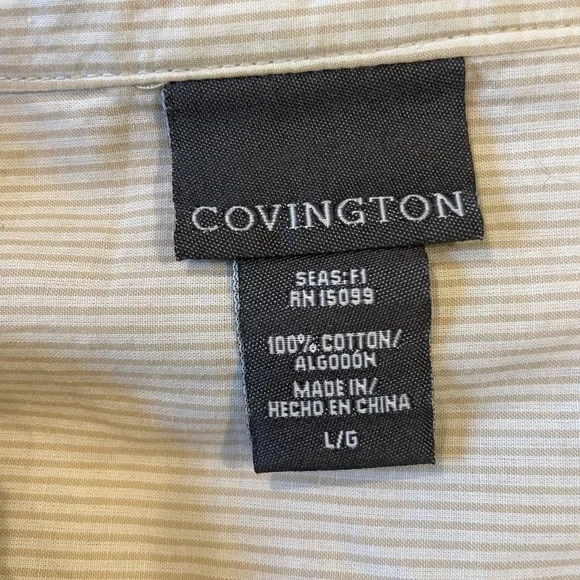 COVINGTON
SEAS:F1
RN 15099
100% COTTON/
ALGODÓN
MADE IN/
HECHO EN CHINA
L/G